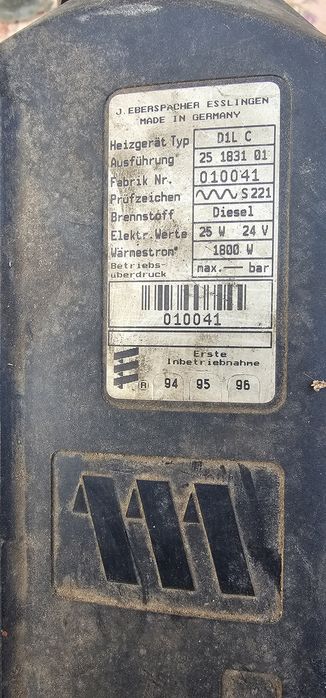 J. EBERSPACHER ESSLINGEN
MADE IN GERMANY
Heizgerät Typ D1L C
Ausführung 25 1831 01
Fabrik Nr. 010041
Prüfzeichen S 221
Brennstoff Diesel
Elektr. Werte 25 W 24 V
Wärmestrom 1800 W
Betriebs- max. — bar
überdruck
010041
Erste
Inbetriebnahme
® 94 95 96